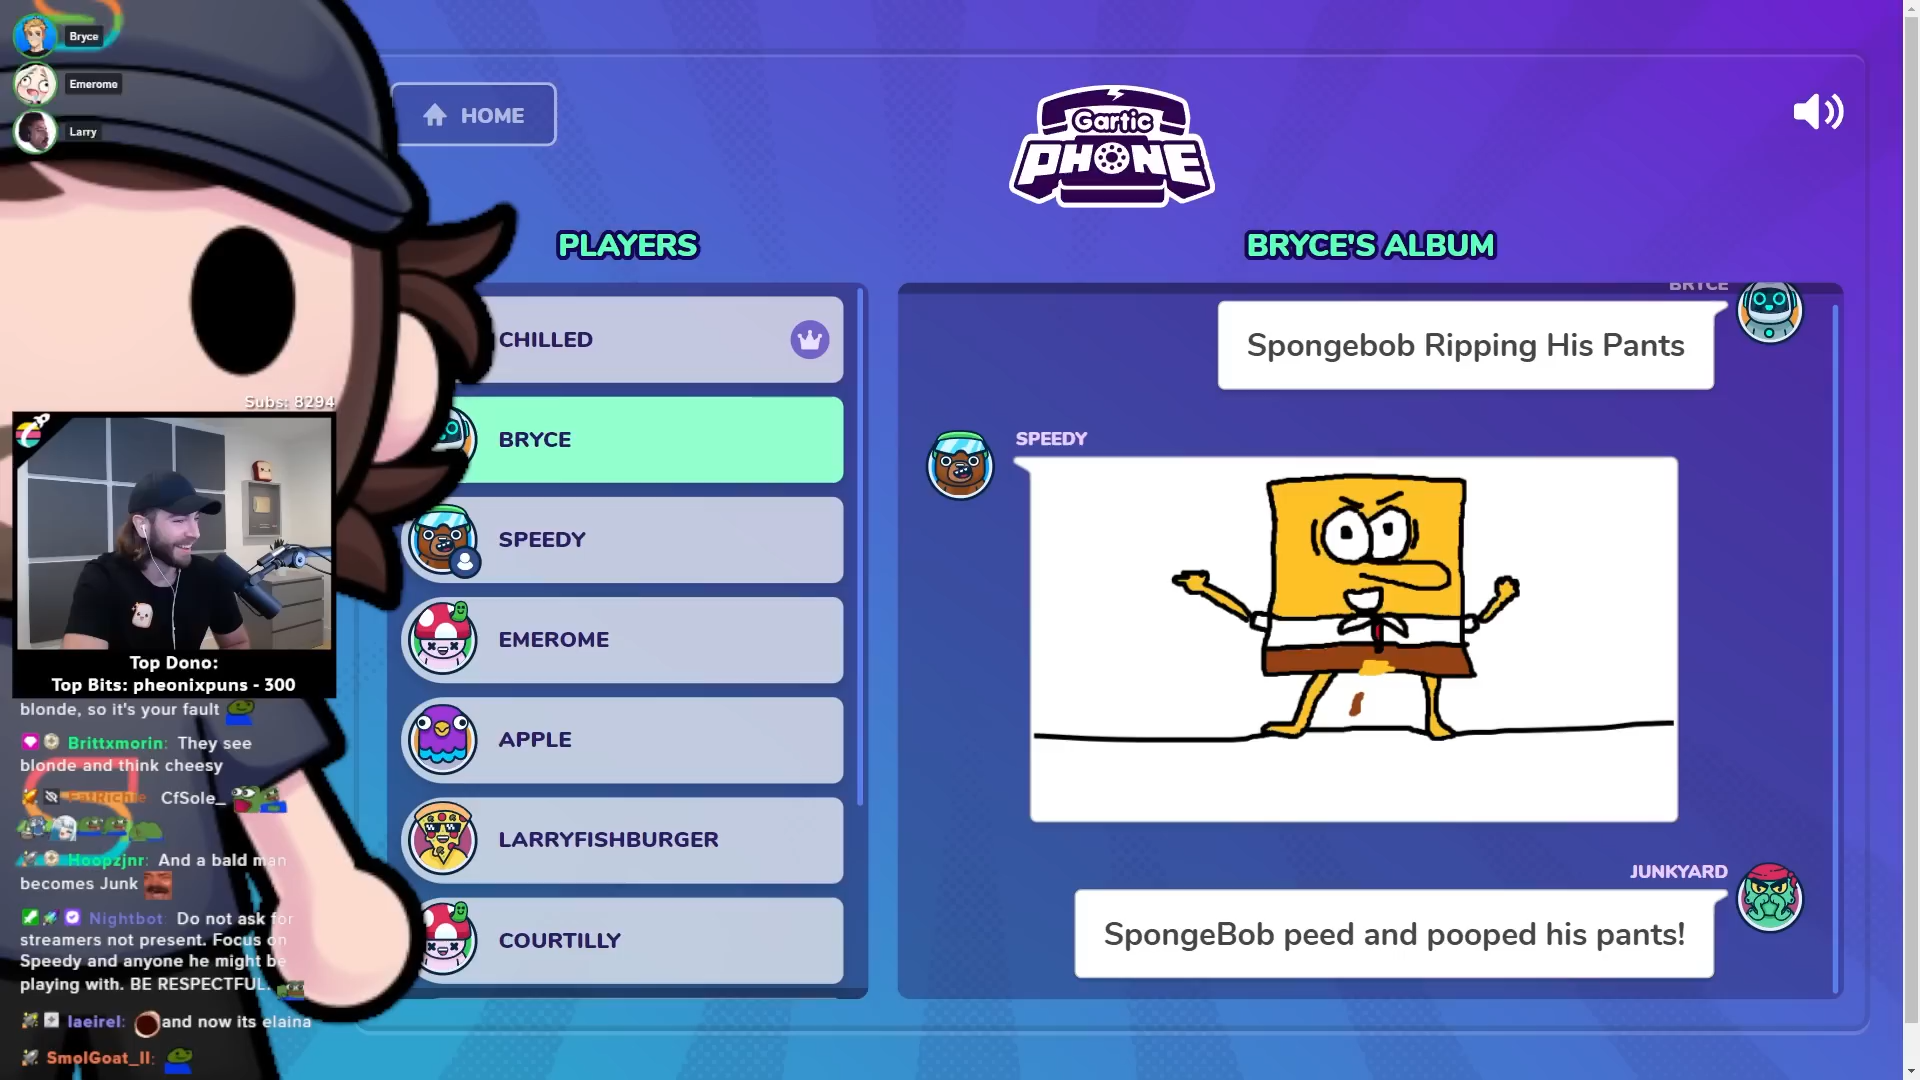 Bryce
Emerome
Larry
HOME
Gartic
PHONE
PLAYERS
BRYCE'S ALBUM
CHILLED
BRYCE
SPEEDY
EMEROME
APPLE
LARRYFISHBURGER
COURTILLY
BRYCE
Spongebob Ripping His Pants
SPEEDY
JUNKYARD
SpongeBob peed and pooped his pants!
Subs: 8294
Top Dono:
Top Bits: pheonixpuns - 300
blonde, so it's your fault
Brittxmorin: They see
blonde and think cheesy
EatRichie CfSole_
Hoopzjnr: And a bald man
becomes Junk
Nightbot: Do not ask for
streamers not present. Focus on
Speedy and anyone he might be
playing with. BE RESPECTFUL.
laeirel: and now its elaina
SmolGoat_II: